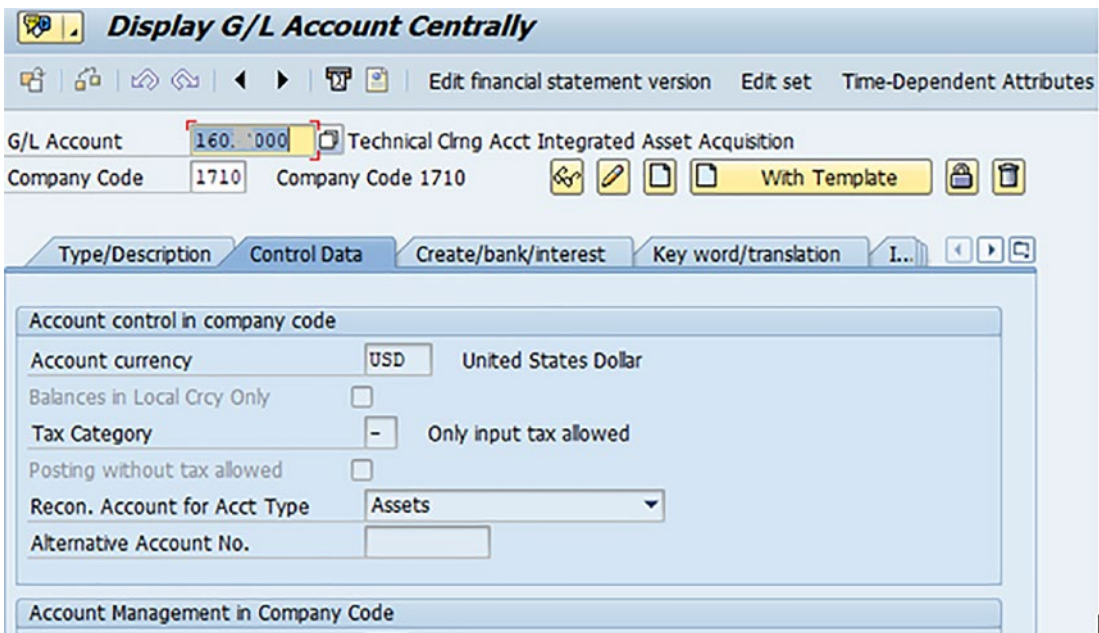 Display G/L Account Centrally
Edit financial statement version Edit set Time-Dependent Attributes
G/L Account Technical Clrng Acct Integrated Asset Acquisition
Company Code 1710 Company Code 1710 With Template
Type/Description Control Data Create/bank/interest Key word/translation I...
Account control in company code
Account currency USD United States Dollar
Balances in Local Crcy Only
Tax Category - Only input tax allowed
Posting without tax allowed
Recon. Account for Acct Type Assets
Alternative Account No.
Account Management in Company Code